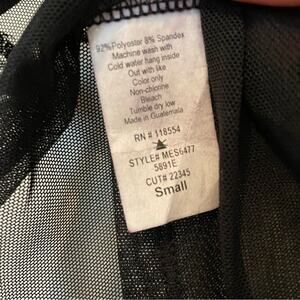 92% Polyester 8% Spandex
Machine wash with
Cold water hang inside
Out with like
Color only
Non-chlorine
Bleach
Tumble dry low
Made in Guatemala
RN # 118554
STYLE# MES6477
5891E
CUT# 22345
Small